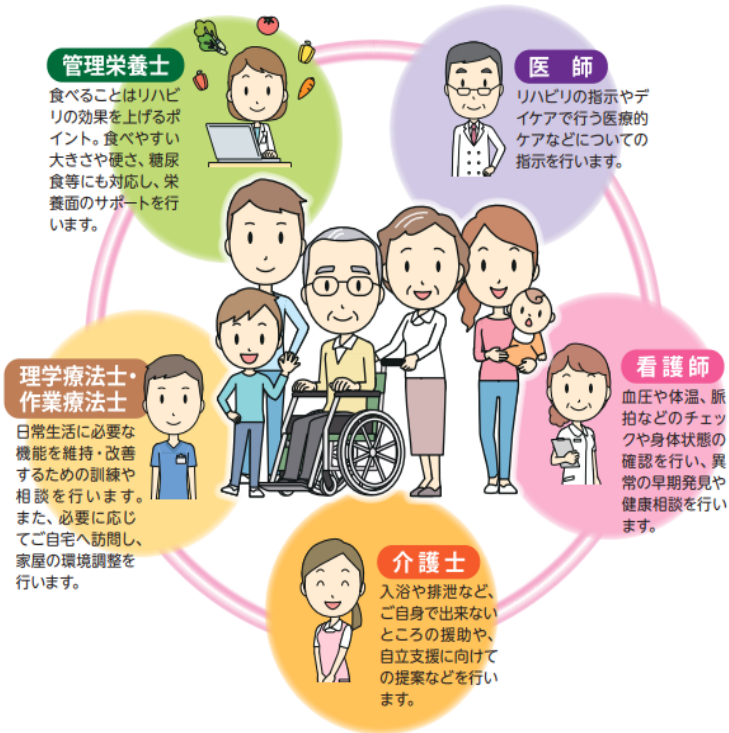 管理栄養士
食べることはリハビ
リの効果を上げるポ
イント。食べやすい
大きさや硬さ、糖尿
食等にも対応し、栄
養面のサポートを行
います。
医師
リハビリの指示やデ
イケアで行う医療的
ケアなどについての
指示を行います。
理学療法士・
作業療法士
日常生活に必要な
機能を維持・改善
するための訓練や
相談を行います。
また、必要に応じ
てご自宅へ訪問し、
家屋の環境調整を
行います。
看護師
血圧や体温、脈
拍などのチェッ
クや身体状態の
確認を行い、異
常の早期発見や
健康相談を行い
ます。
介護士
入浴や排泄など、
ご自身で出来ない
ところの援助や、
自立支援に向けて
の提案などを行い
ます。